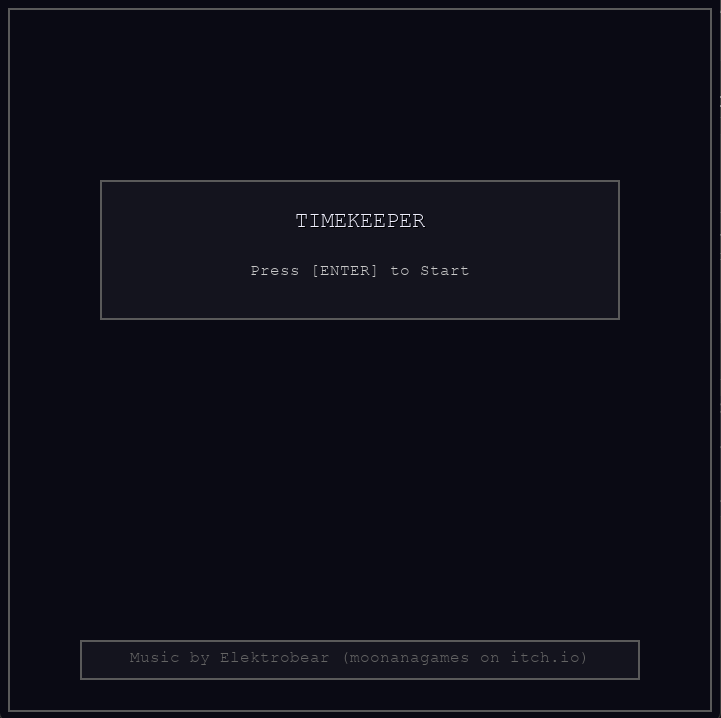 TIMEKEEPER
Press [ENTER] to Start
Music by Elektrobear (moonanagames on itch.io)